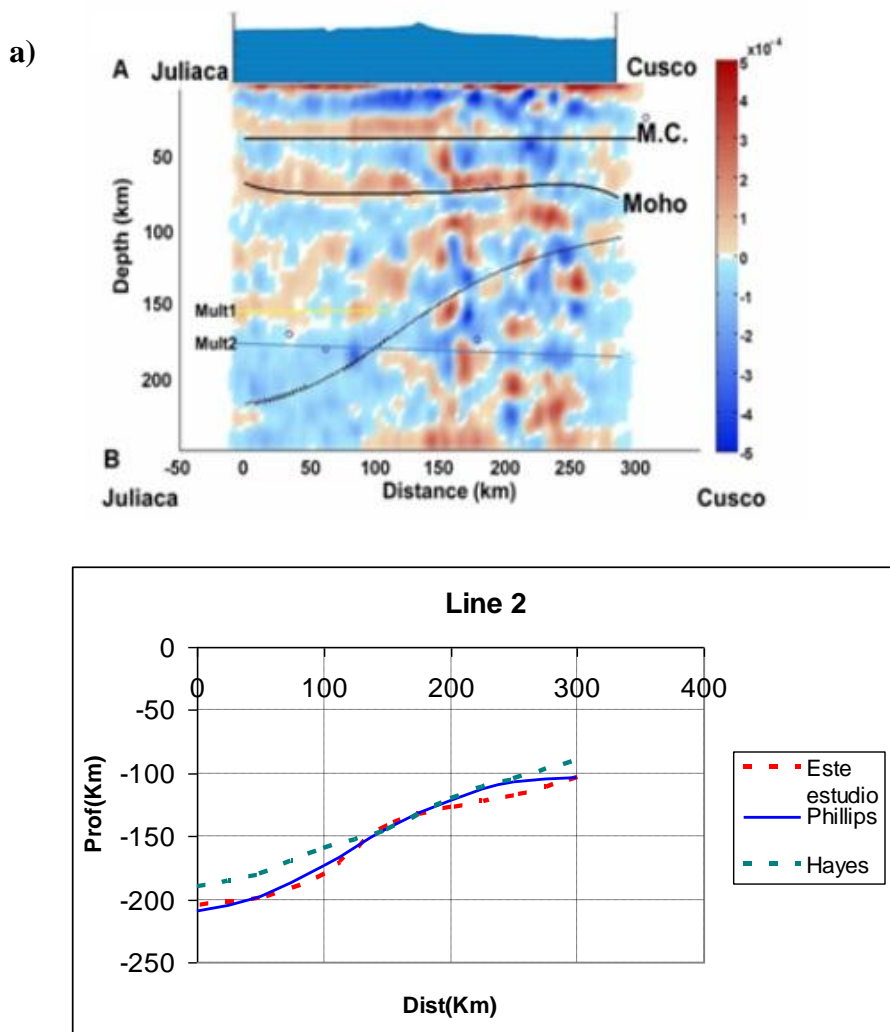 a)
A Juliaca Cusco
5 x10⁻⁴
4
3
2
1
0
-1
-2
-3
-4
-5
M.C.
Moho
Mult1
Mult2
Depth (km)
50
100
150
200
B
-50 0 50 100 150 200 250 300
Distance (km)
Juliaca Cusco
Line 2
0
-50
-100
-150
-200
-250
0 100 200 300 400
Prof(Km)
Dist(Km)
Este
estudio
Phillips
Hayes